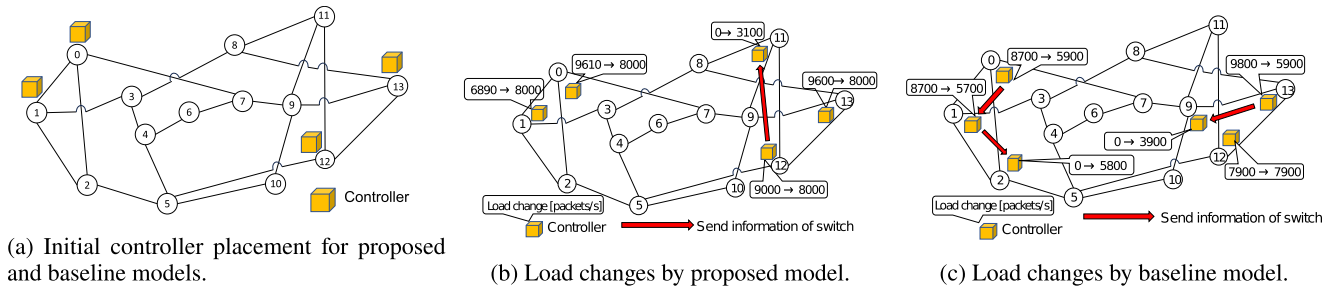 11
8
0
13
3
7
9
1
6
4
12
2
10
5
Controller
(a) Initial controller placement for proposed
and baseline models.
0→ 3100
11
9610 → 8000
8
0
6890 → 8000
9600→ 8000
13
3
7
9
1
6
4
12
2
10
9000 → 8000
5
Load change [packets/s]
Controller
Send information of switch
(b) Load changes by proposed model.
11
8700 → 5900
8
0
9800 → 5900
8700 → 5700
13
3
7
9
1
6
4
0 → 3900
12
0 → 5800
7900 → 7900
2
10
5
Load change [packets/s]
Controller
Send information of switch
(c) Load changes by baseline model.